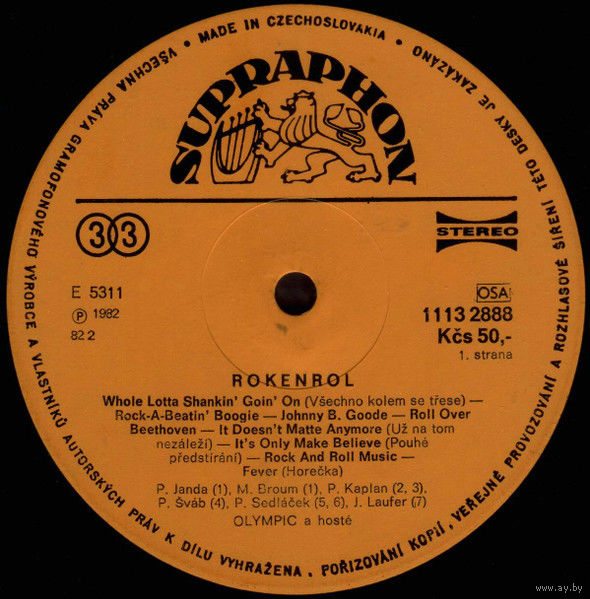 VŠECHNA PRÁVA GRAMOFONOVÉHO VÝROBCE A VLASTNÍKŮ AUTORSKÝCH PRÁV K DÍLU VYHRAŽENA. POŘIZOVÁNÍ KOPIÍ, VEŘEJNÉ PROVOZOVÁNÍ A ROZHLASOVÉ ŠÍŘENÍ TÉTO DESKY JE ZAKÁZÁNO • MADE IN CZECHOSLOVAKIA •
SUPRAPHON
33
STEREO
E 5311
Ⓟ 1982
82 2
OSA
1113 2888
Kčs 50,-
1. strana
ROKENROL
Whole Lotta Shankin' Goin' On (Všechno kolem se třese) —
Rock-A-Beatin' Boogie — Johnny B. Goode — Roll Over
Beethoven — It Doesn't Matte Anymore (Už na tom
nezáleží) — It's Only Make Believe (Pouhé
předstírání) — Rock And Roll Music —
Fever (Horečka)
P. Janda (1), M. Broum (1), P. Kaplan (2, 3),
P. Šváb (4), P. Sedláček (5, 6), J. Laufer (7)
OLYMPIC a hosté
www.ay.by